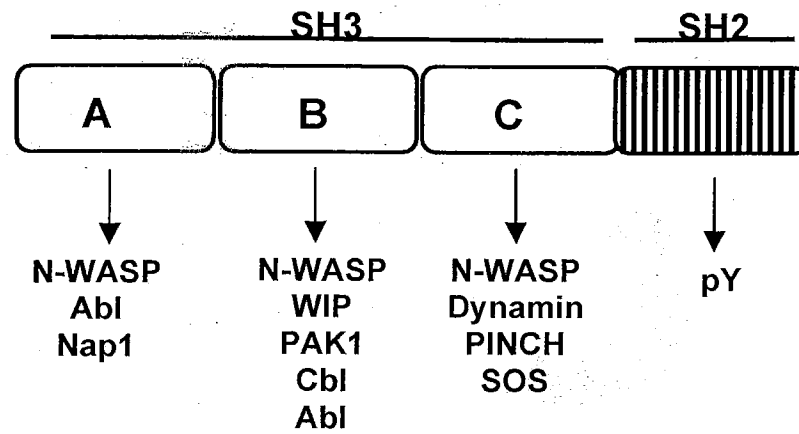 SH3 SH2
A B C
N-WASP
Abl
Nap1
N-WASP
WIP
PAK1
Cbl
Abl
N-WASP
Dynamin
PINCH
SOS
pY